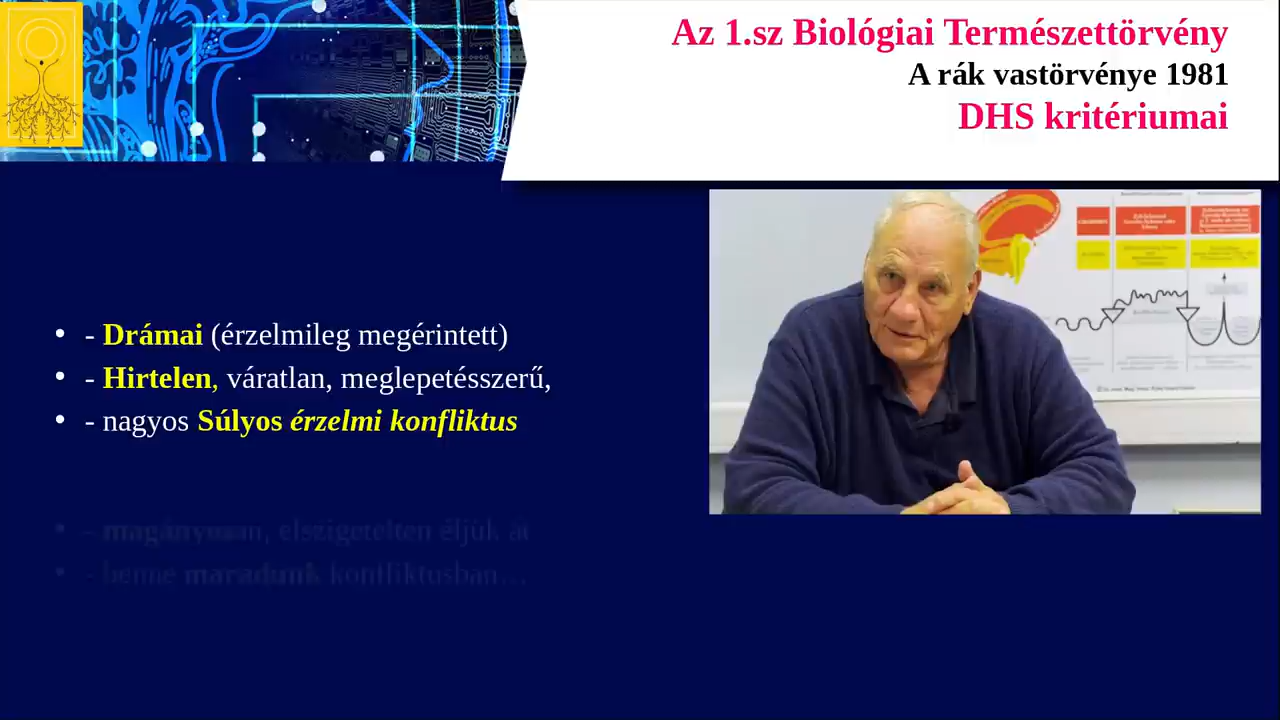 Az 1.sz Biológiai Természettörvény
A rák vastörvénye 1981
DHS kritériumai
• - Drámai (érzelmileg megérintett)
• - Hirtelen, váratlan, meglepetésszerű,
• - nagyos Súlyos érzelmi konfliktus
• - magányosan, elszigetelten éljük át
• - benne maradunk konfliktusban…